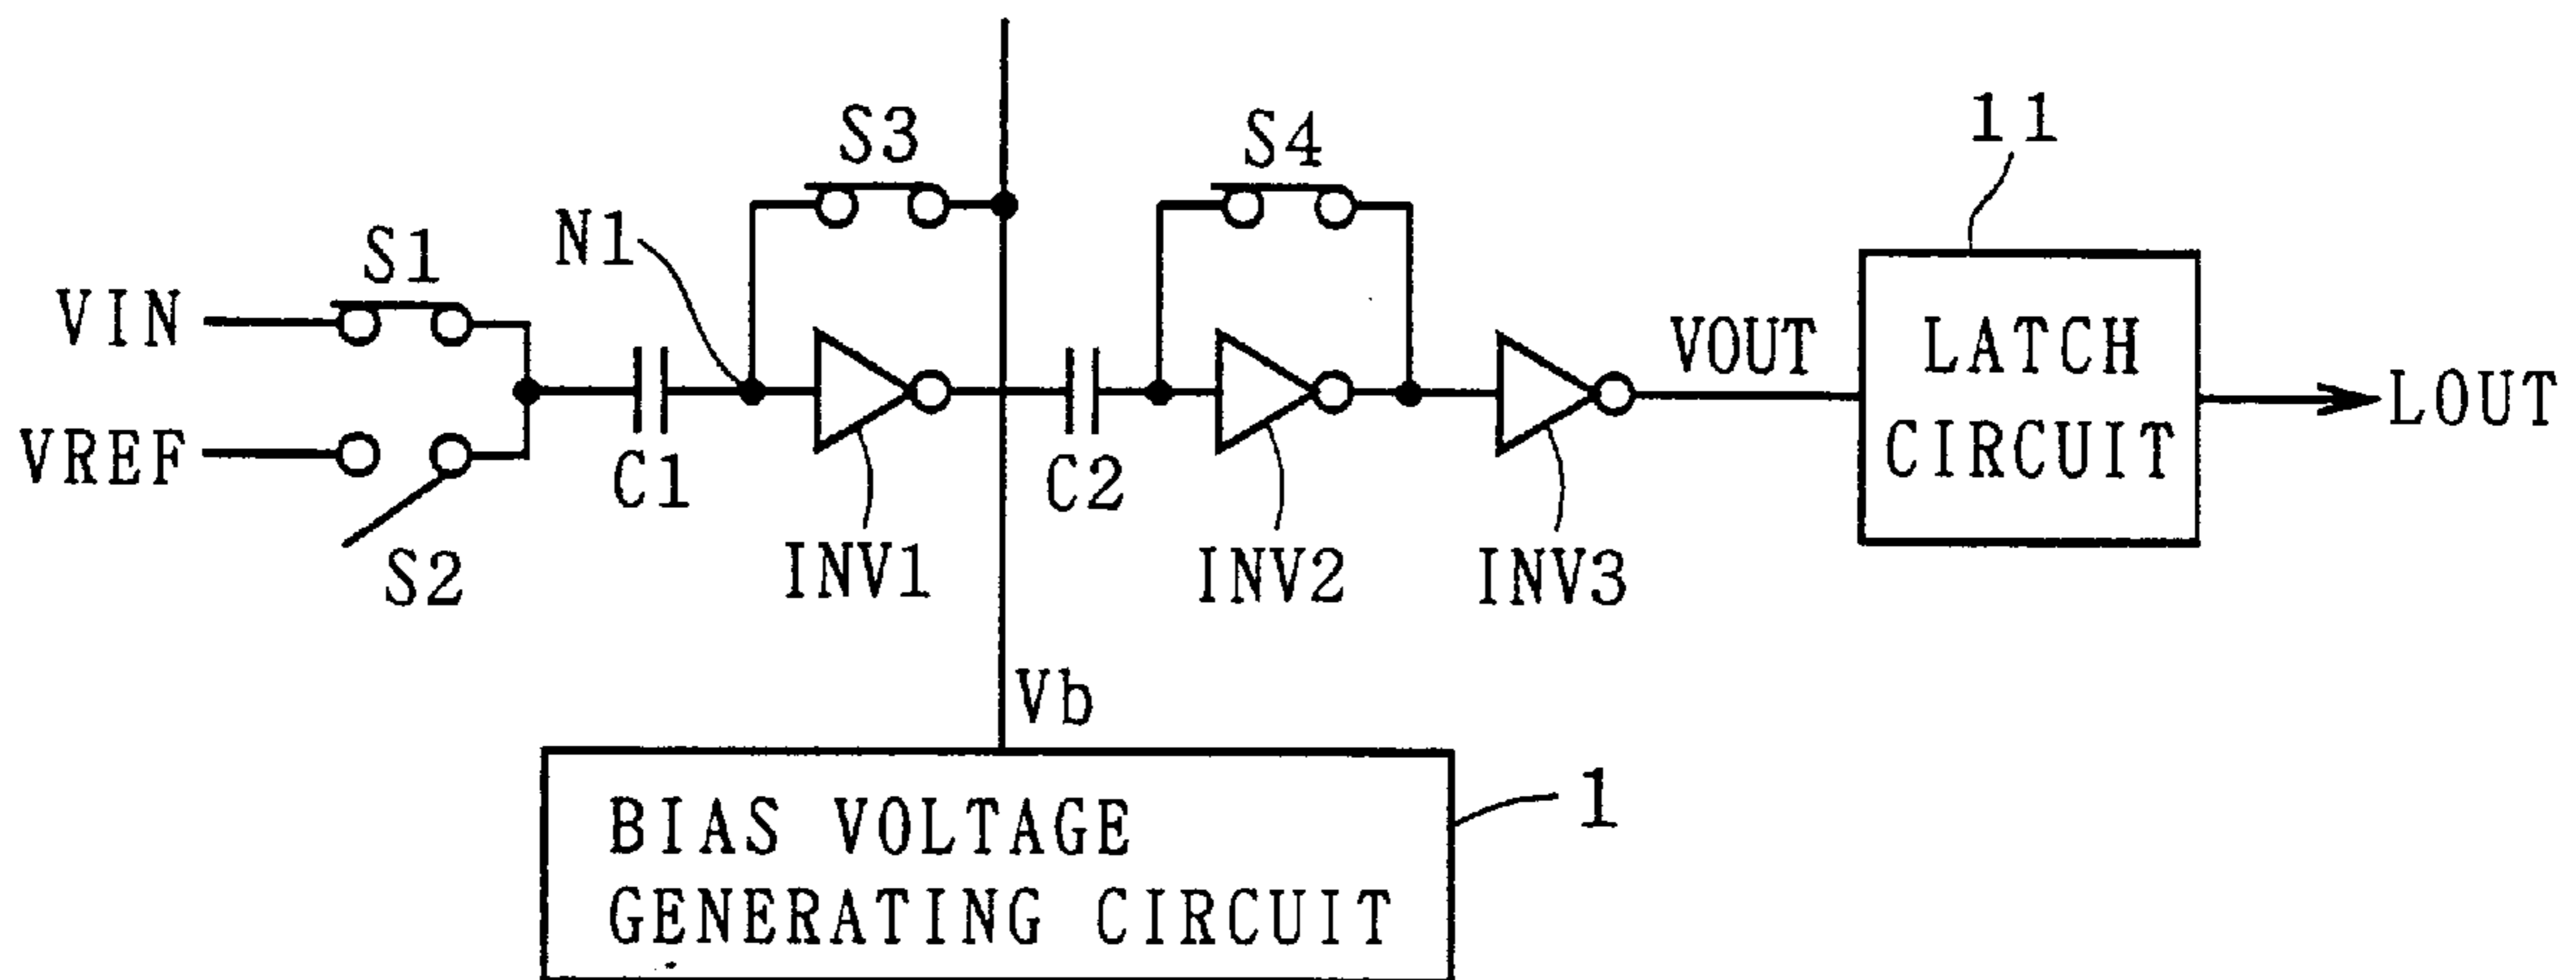 11
S3
S4
N1
S1
VIN
VOUT
LATCH
CIRCUIT
LOUT
VREF
C1
C2
S2
INV1
INV2
INV3
Vb
1
BIAS VOLTAGE
GENERATING CIRCUIT